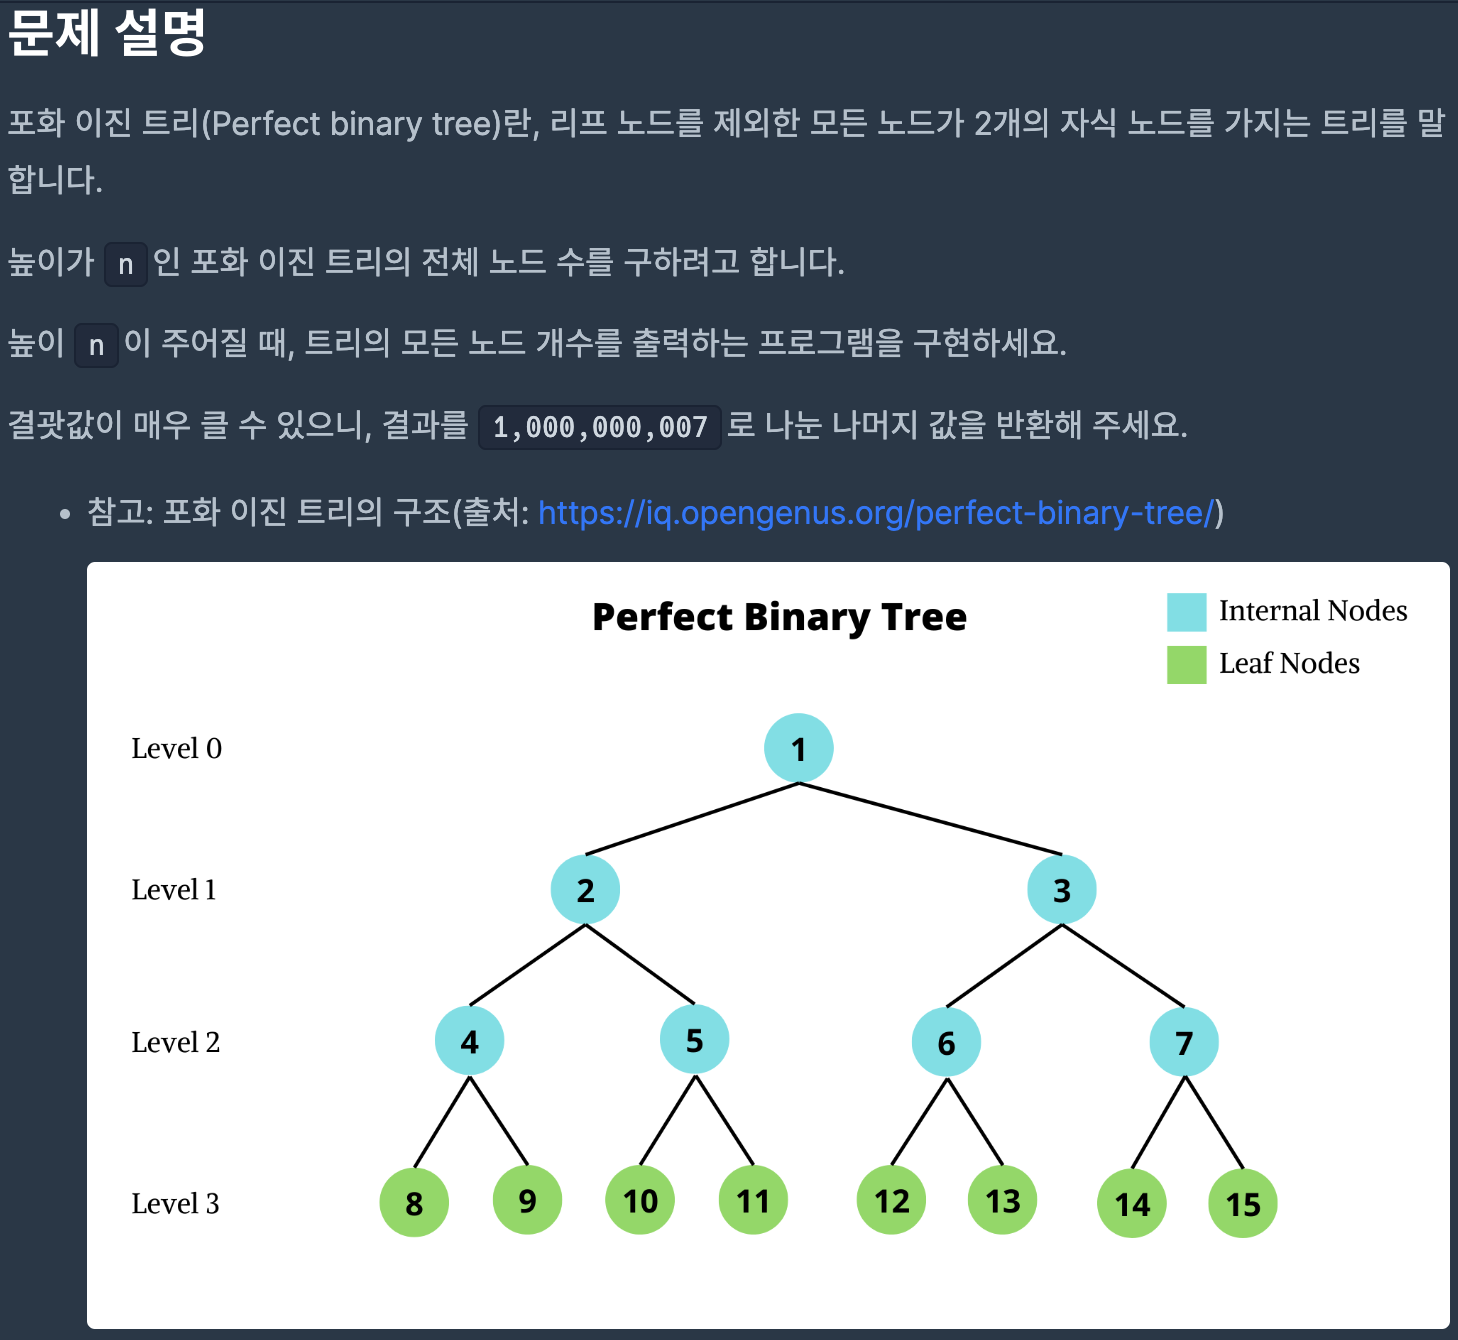 문제 설명
포화 이진 트리(Perfect binary tree)란, 리프 노드를 제외한 모든 노드가 2개의 자식 노드를 가지는 트리를 말
합니다.
높이가 n 인 포화 이진 트리의 전체 노드 수를 구하려고 합니다.
높이 n 이 주어질 때, 트리의 모든 노드 개수를 출력하는 프로그램을 구현하세요.
결괏값이 매우 클 수 있으니, 결과를 1,000,000,007 로 나눈 나머지 값을 반환해 주세요.
• 참고: 포화 이진 트리의 구조(출처: https://iq.opengenus.org/perfect-binary-tree/)
Perfect Binary Tree
Internal Nodes
Leaf Nodes
Level 0 1
Level 1 2 3
Level 2 4 5 6 7
Level 3 8 9 10 11 12 13 14 15